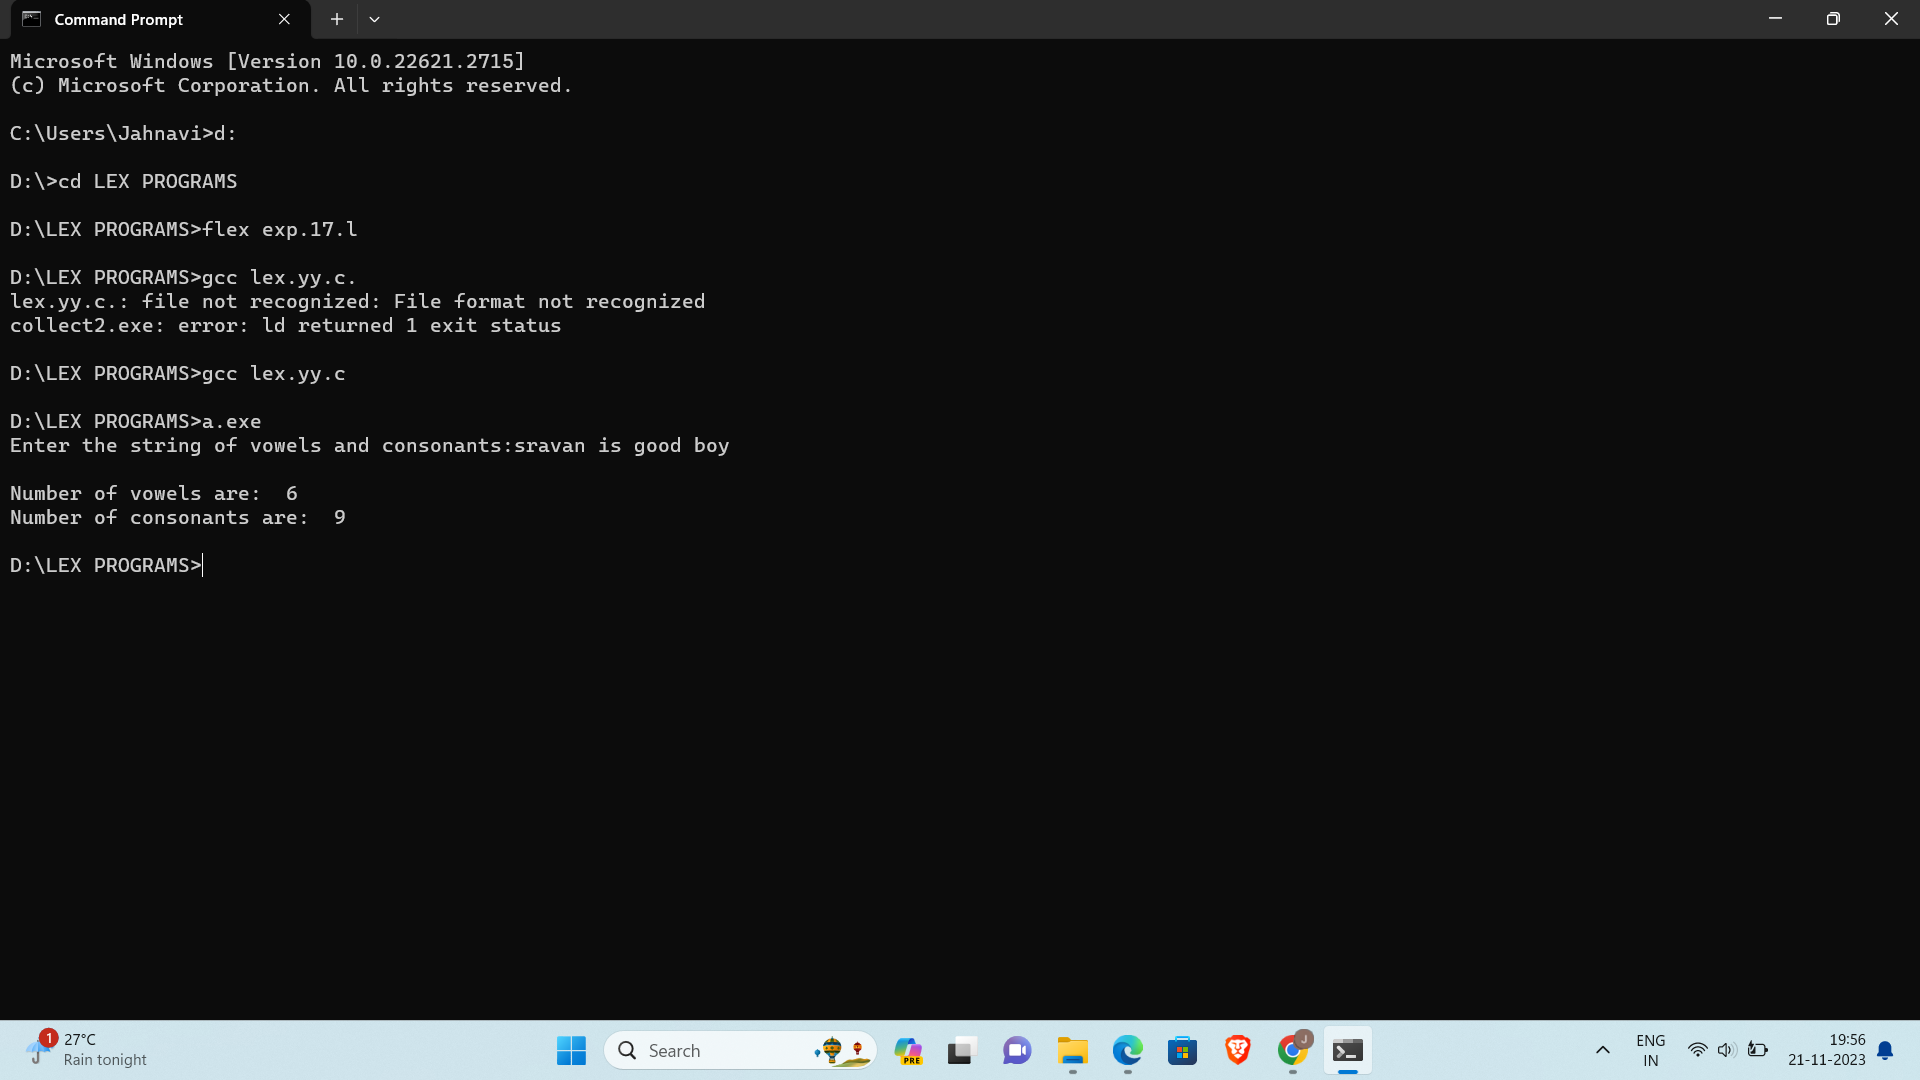 Command Prompt
Microsoft Windows [Version 10.0.22621.2715]
(c) Microsoft Corporation. All rights reserved.
C:\Users\Jahnavi>d:
D:\>cd LEX PROGRAMS
D:\LEX PROGRAMS>flex exp.17.l
D:\LEX PROGRAMS>gcc lex.yy.c.
lex.yy.c.: file not recognized: File format not recognized
collect2.exe: error: ld returned 1 exit status
D:\LEX PROGRAMS>gcc lex.yy.c
D:\LEX PROGRAMS>a.exe
Enter the string of vowels and consonants:sravan is good boy
Number of vowels are:  6
Number of consonants are:  9
D:\LEX PROGRAMS>
1
27°C
Rain tonight
Search
PRE
J
ENG
IN
19:56
21-11-2023